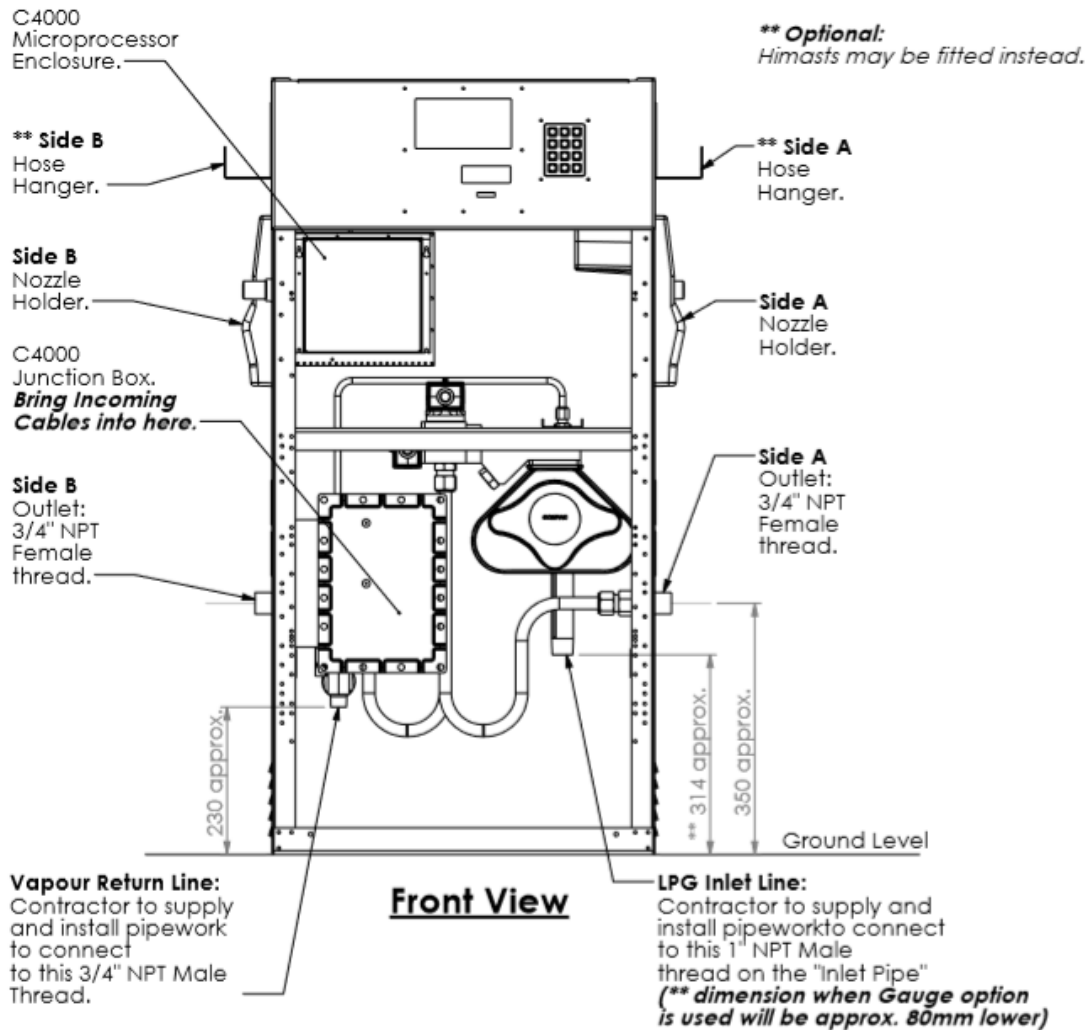 C4000
Microprocessor
Enclosure.
** Optional:
Himasts may be fitted instead.
** Side B
Hose
Hanger.
** Side A
Hose
Hanger.
Side B
Nozzle
Holder.
Side A
Nozzle
Holder.
C4000
Junction Box.
Bring Incoming
Cables into here.
Side B
Outlet:
3/4" NPT
Female
thread.
Side A
Outlet:
3/4" NPT
Female
thread.
230 approx.
** 314 approx.
350 approx.
Ground Level
Vapour Return Line:
Contractor to supply
and install pipework
to connect
to this 3/4" NPT Male
Thread.
Front View
LPG Inlet Line:
Contractor to supply and
install pipeworkto connect
to this 1" NPT Male
thread on the "Inlet Pipe"
(** dimension when Gauge option
is used will be approx. 80mm lower)